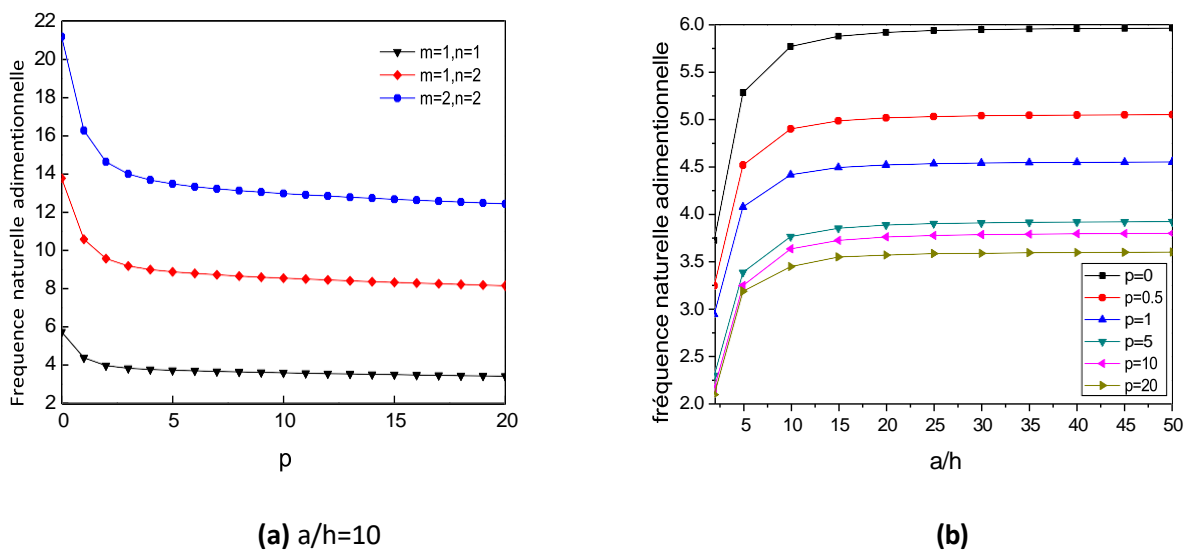 22
20
18
16
14
12
10
8
6
4
2
Frequence naturelle adimentionnelle
m=1,n=1
m=1,n=2
m=2,n=2
0
5
10
15
20
p
(a) a/h=10
6.0
5.5
5.0
4.5
4.0
3.5
3.0
2.5
2.0
fréquence naturelle adimentionnelle
p=0
p=0.5
p=1
p=5
p=10
p=20
5
10
15
20
25
30
35
40
45
50
a/h
(b)